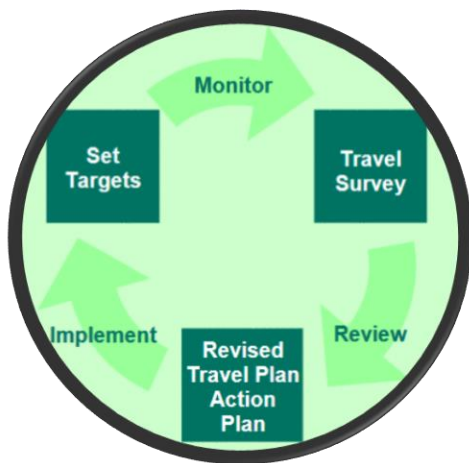 Monitor
Set
Targets
Travel
Survey
Implement
Review
Revised
Travel Plan
Action
Plan